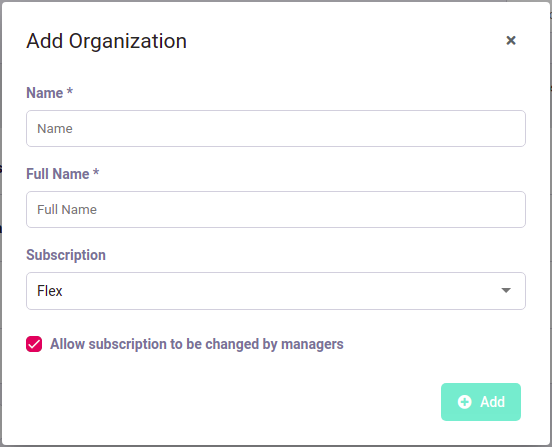 Add Organization
Name *
Name
Full Name *
Full Name
Subscription
Flex
Allow subscription to be changed by managers
Add